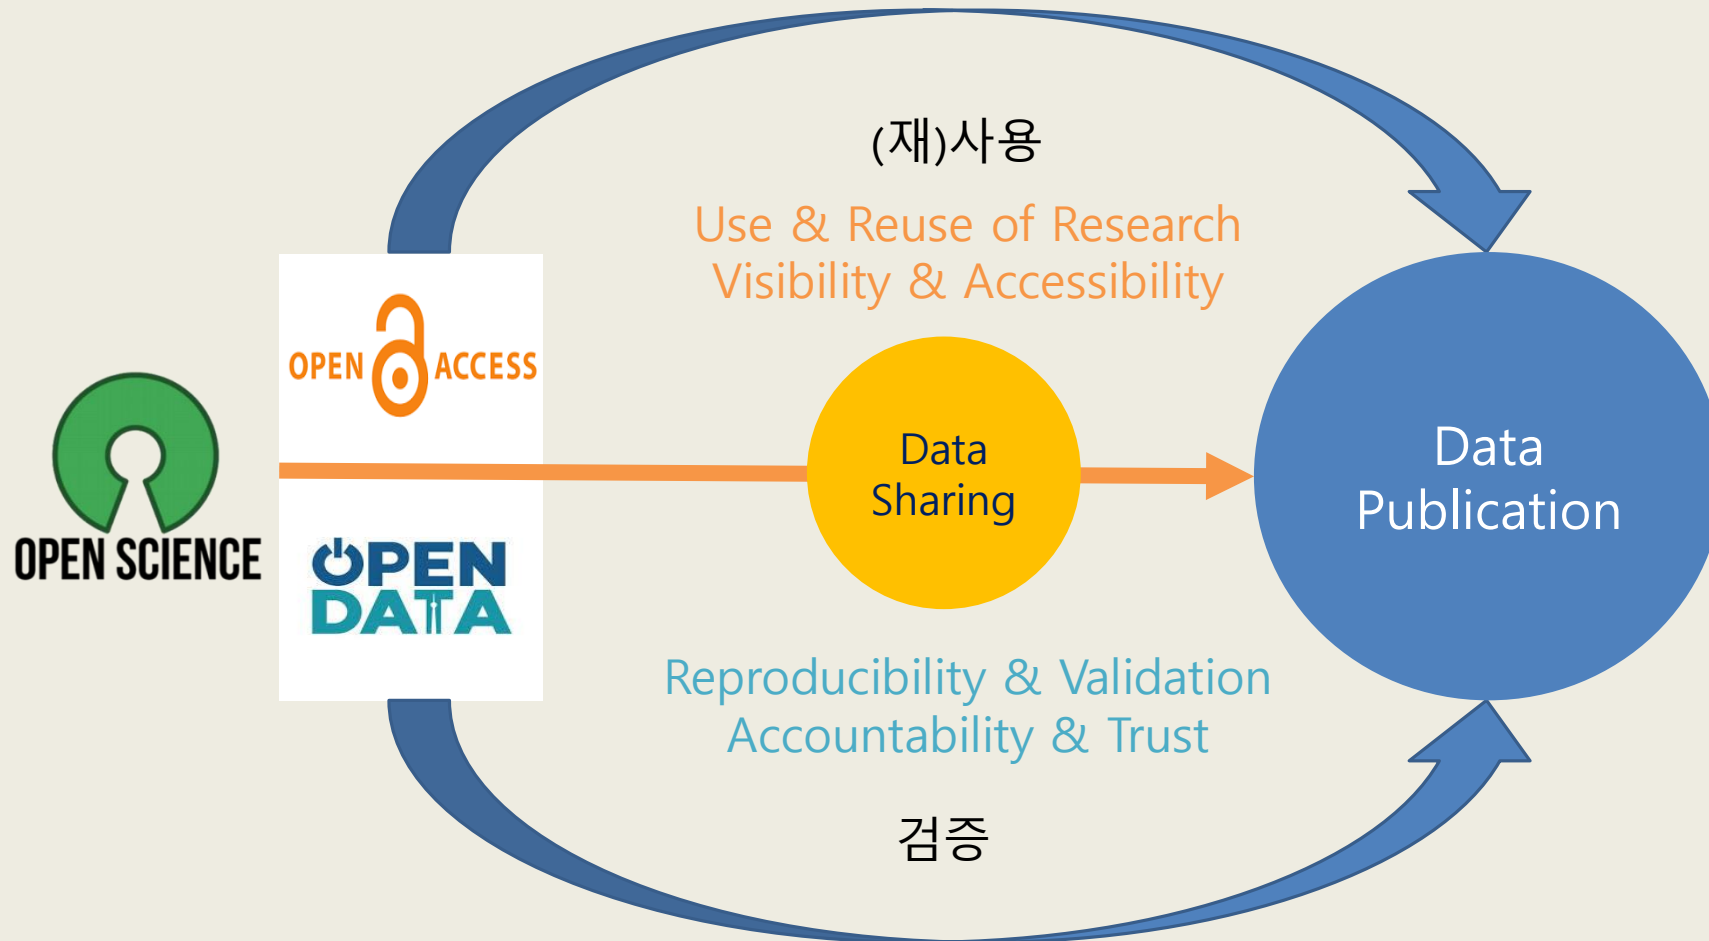 (재)사용
Use & Reuse of Research
Visibility & Accessibility
OPEN ACCESS
OPEN SCIENCE
OPEN
DATA
Data
Sharing
Data
Publication
Reproducibility & Validation
Accountability & Trust
검증